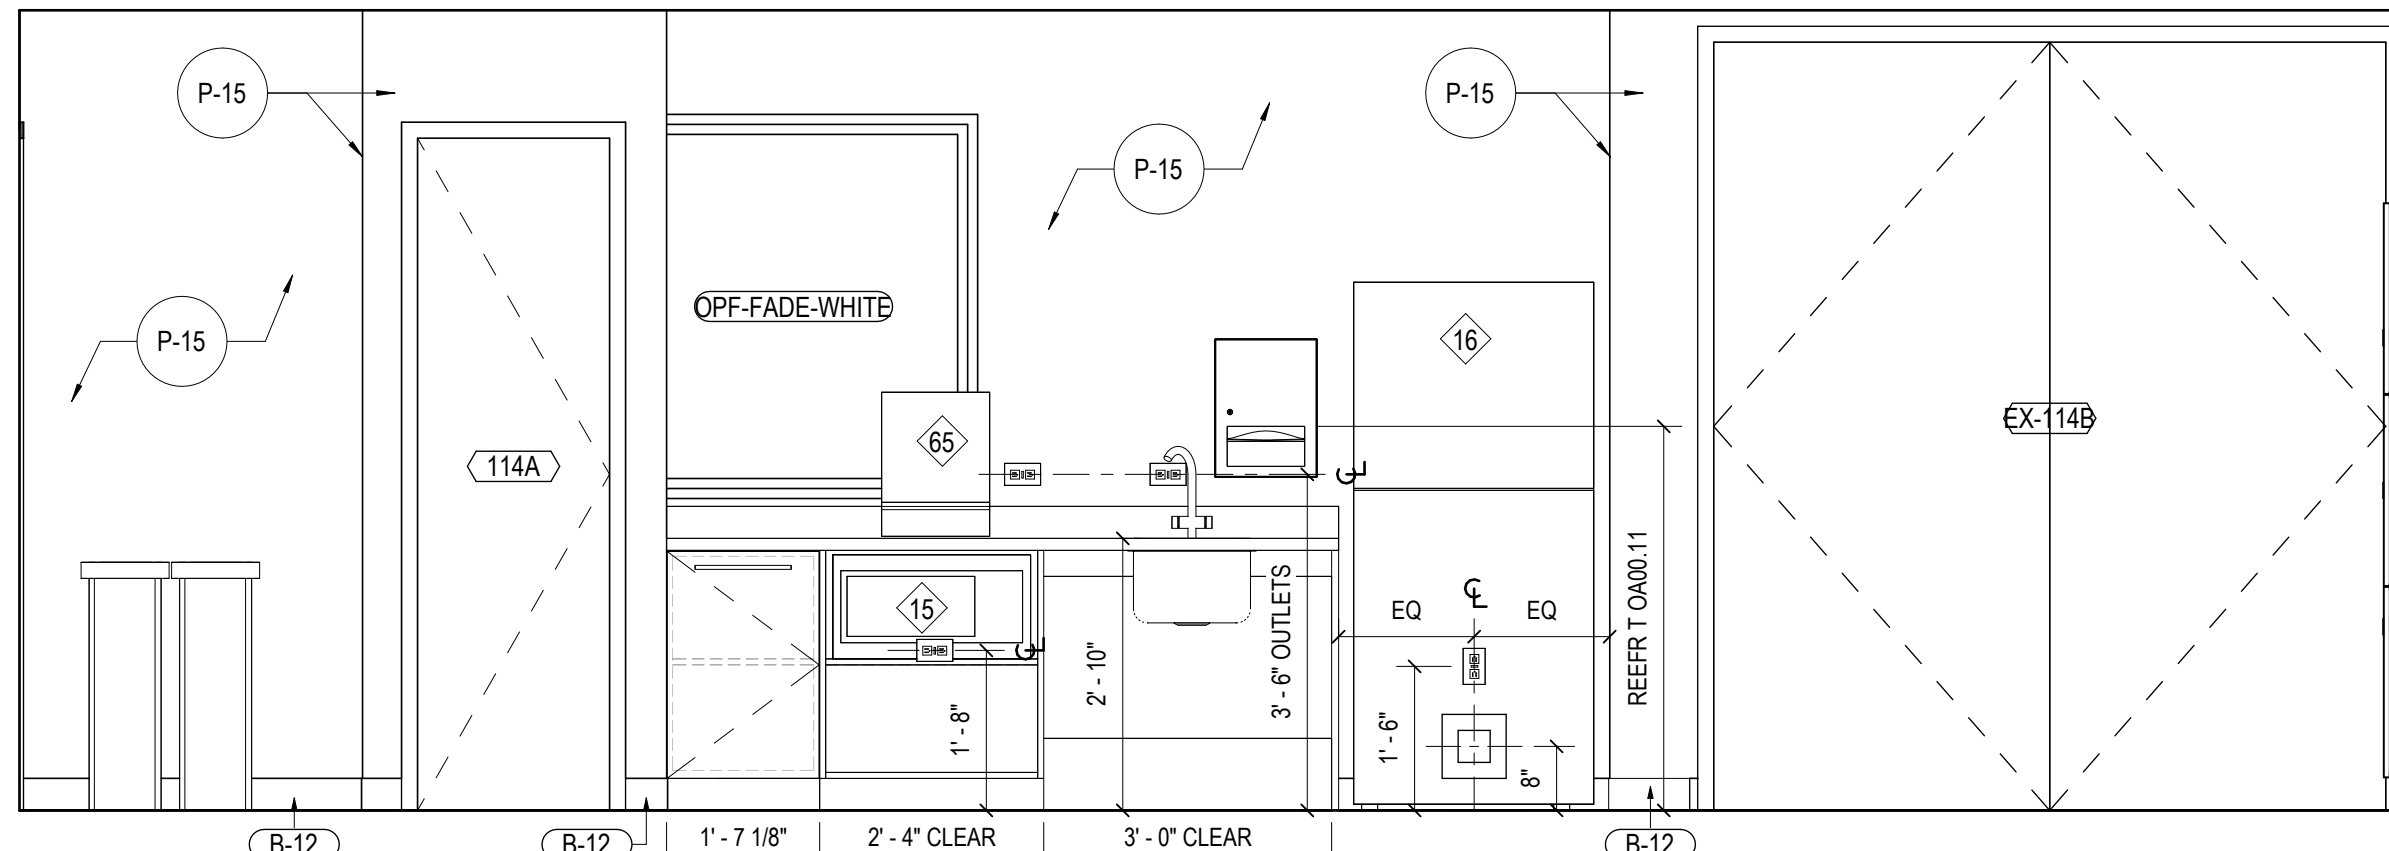 P-15
P-15
P-15
P-15
OPF-FADE-WHITE
16
65
114A
EX-114B
15
EQ
EQ
REEFR T OA00.11
3' - 6" OUTLETS
2' - 10"
1' - 8"
1' - 6"
8"
1' - 7 1/8"
2' - 4" CLEAR
3' - 0" CLEAR
B-12
B-12
B-12